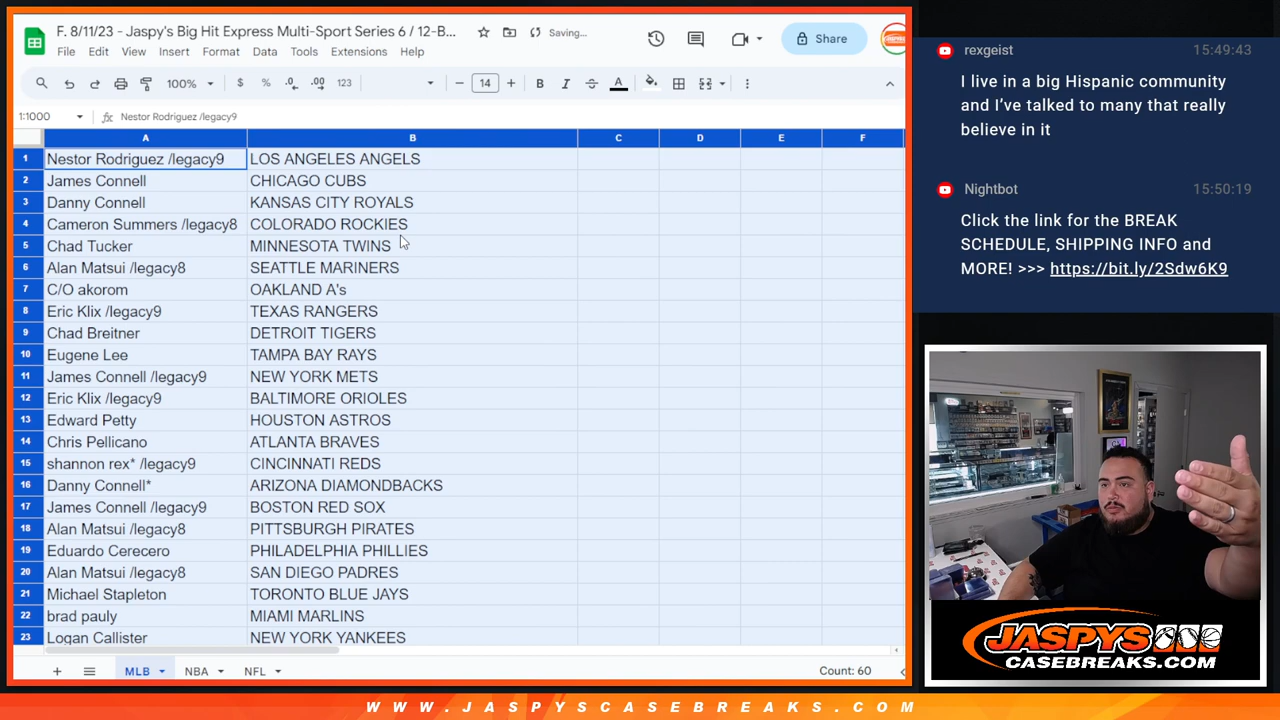 F. 8/11/23 - Jaspy's Big Hit Express Multi-Sport Series 6 / 12-B...
Saving...
File Edit View Insert Format Data Tools Extensions Help
Share
100% $ % .0 .00 123 14 B I A
1:1000 fx Nestor Rodriguez /legacy9
A B C D E F
1 Nestor Rodriguez /legacy9 LOS ANGELES ANGELS
2 James Connell CHICAGO CUBS
3 Danny Connell KANSAS CITY ROYALS
4 Cameron Summers /legacy8 COLORADO ROCKIES
5 Chad Tucker MINNESOTA TWINS
6 Alan Matsui /legacy8 SEATTLE MARINERS
7 C/O akorom OAKLAND A's
8 Eric Klix /legacy9 TEXAS RANGERS
9 Chad Breitner DETROIT TIGERS
10 Eugene Lee TAMPA BAY RAYS
11 James Connell /legacy9 NEW YORK METS
12 Eric Klix /legacy9 BALTIMORE ORIOLES
13 Edward Petty HOUSTON ASTROS
14 Chris Pellicano ATLANTA BRAVES
15 shannon rex* /legacy9 CINCINNATI REDS
16 Danny Connell* ARIZONA DIAMONDBACKS
17 James Connell /legacy9 BOSTON RED SOX
18 Alan Matsui /legacy8 PITTSBURGH PIRATES
19 Eduardo Cerecero PHILADELPHIA PHILLIES
20 Alan Matsui /legacy8 SAN DIEGO PADRES
21 Michael Stapleton TORONTO BLUE JAYS
22 brad pauly MIAMI MARLINS
23 Logan Callister NEW YORK YANKEES
MLB NBA NFL Count: 60
rexgeist 15:49:43
I live in a big Hispanic community
and I've talked to many that really
believe in it
Nightbot 15:50:19
Click the link for the BREAK
SCHEDULE, SHIPPING INFO and
MORE! >>> https://bit.ly/2Sdw6K9
JASPYS
CASEBREAKS.COM
WWW.JASPYSCASEBREAKS.COM